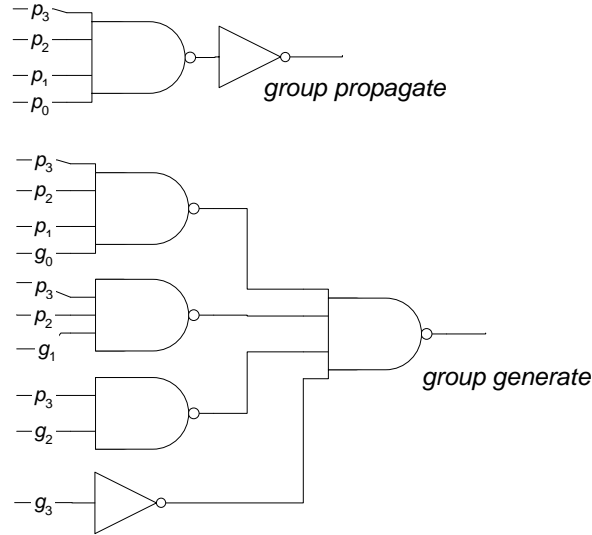 p₃
p₂
p₁
p₀
group propagate
p₃
p₂
p₁
g₀
p₃
p₂
g₁
group generate
p₃
g₂
g₃